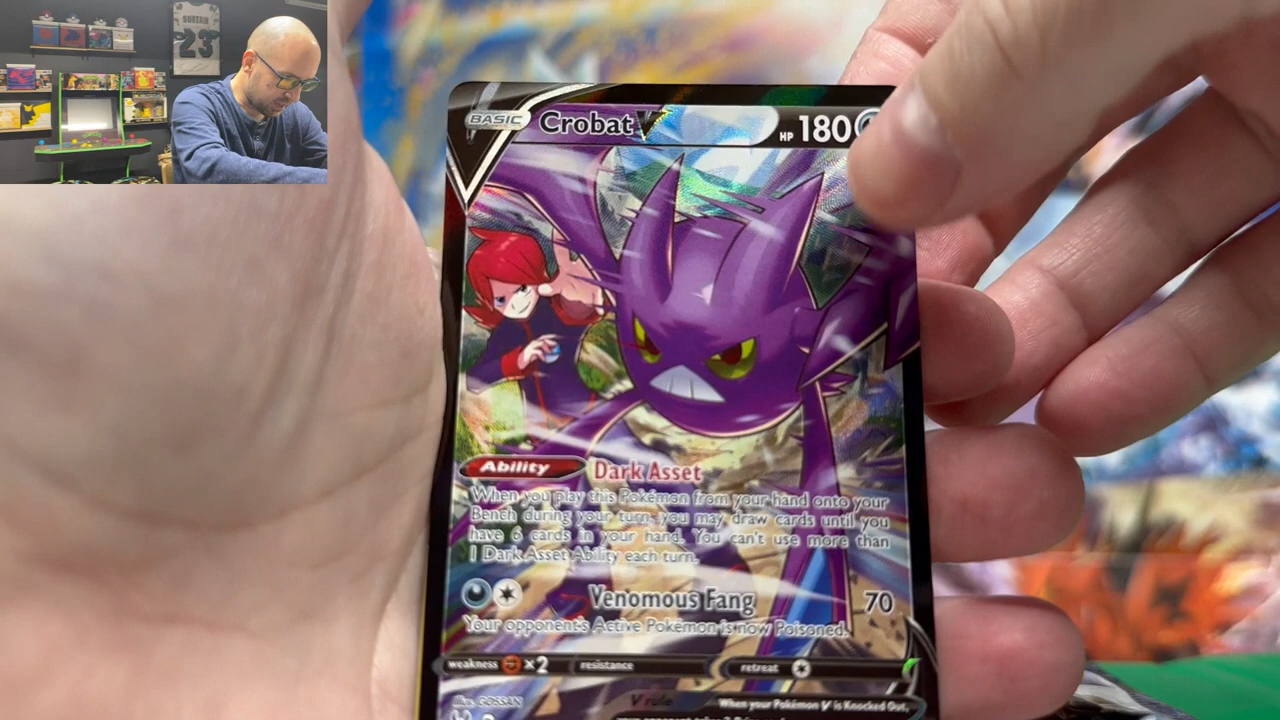 SURTAIN
23
BASIC
Crobat V
HP 180
Ability Dark Asset
When you play this Pokémon from your hand onto your
Bench during your turn, you may draw cards until you
have 6 cards in your hand. You can't use more than
1 Dark Asset Ability each turn.
Venomous Fang 70
Your opponent's Active Pokémon is now Poisoned.
weakness ×2 resistance retreat
Illus. GOSSAN
V rule
When your Pokémon V is Knocked Out,